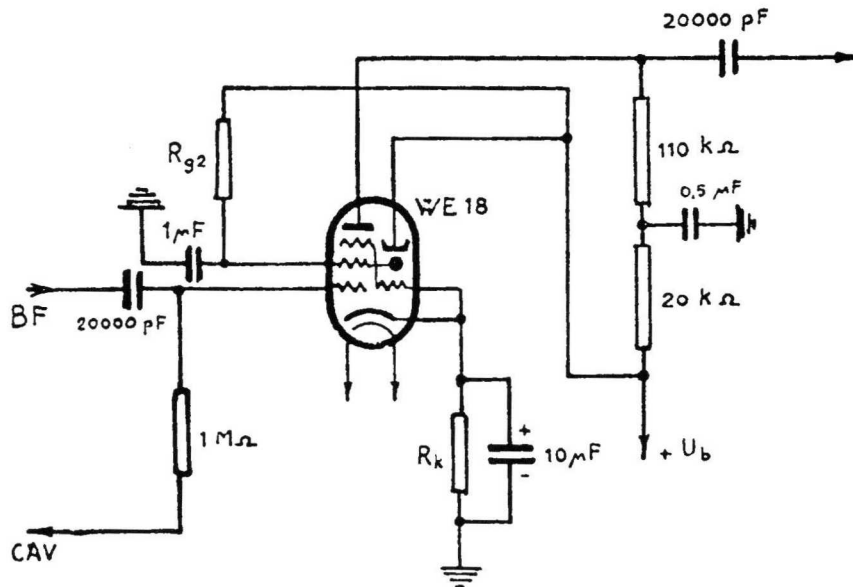 20000 pF
R g2
110 kΩ
WE 18
0,5 µF
1µF
BF
20000 pF
20 kΩ
1 MΩ
Rk
+
-
10µF
+ Ub
CAV